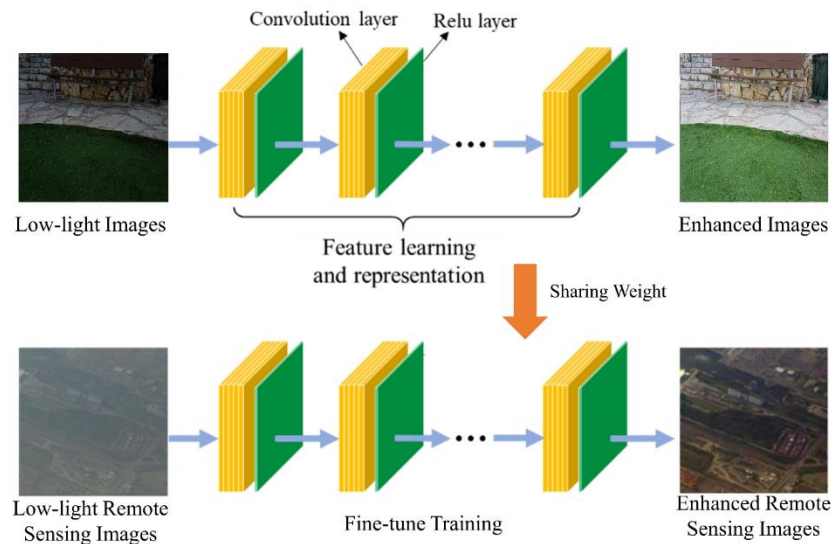 Convolution layer
Relu layer
Low-light Images
Enhanced Images
Feature learning
and representation
Sharing Weight
Low-light Remote
Sensing Images
Fine-tune Training
Enhanced Remote
Sensing Images